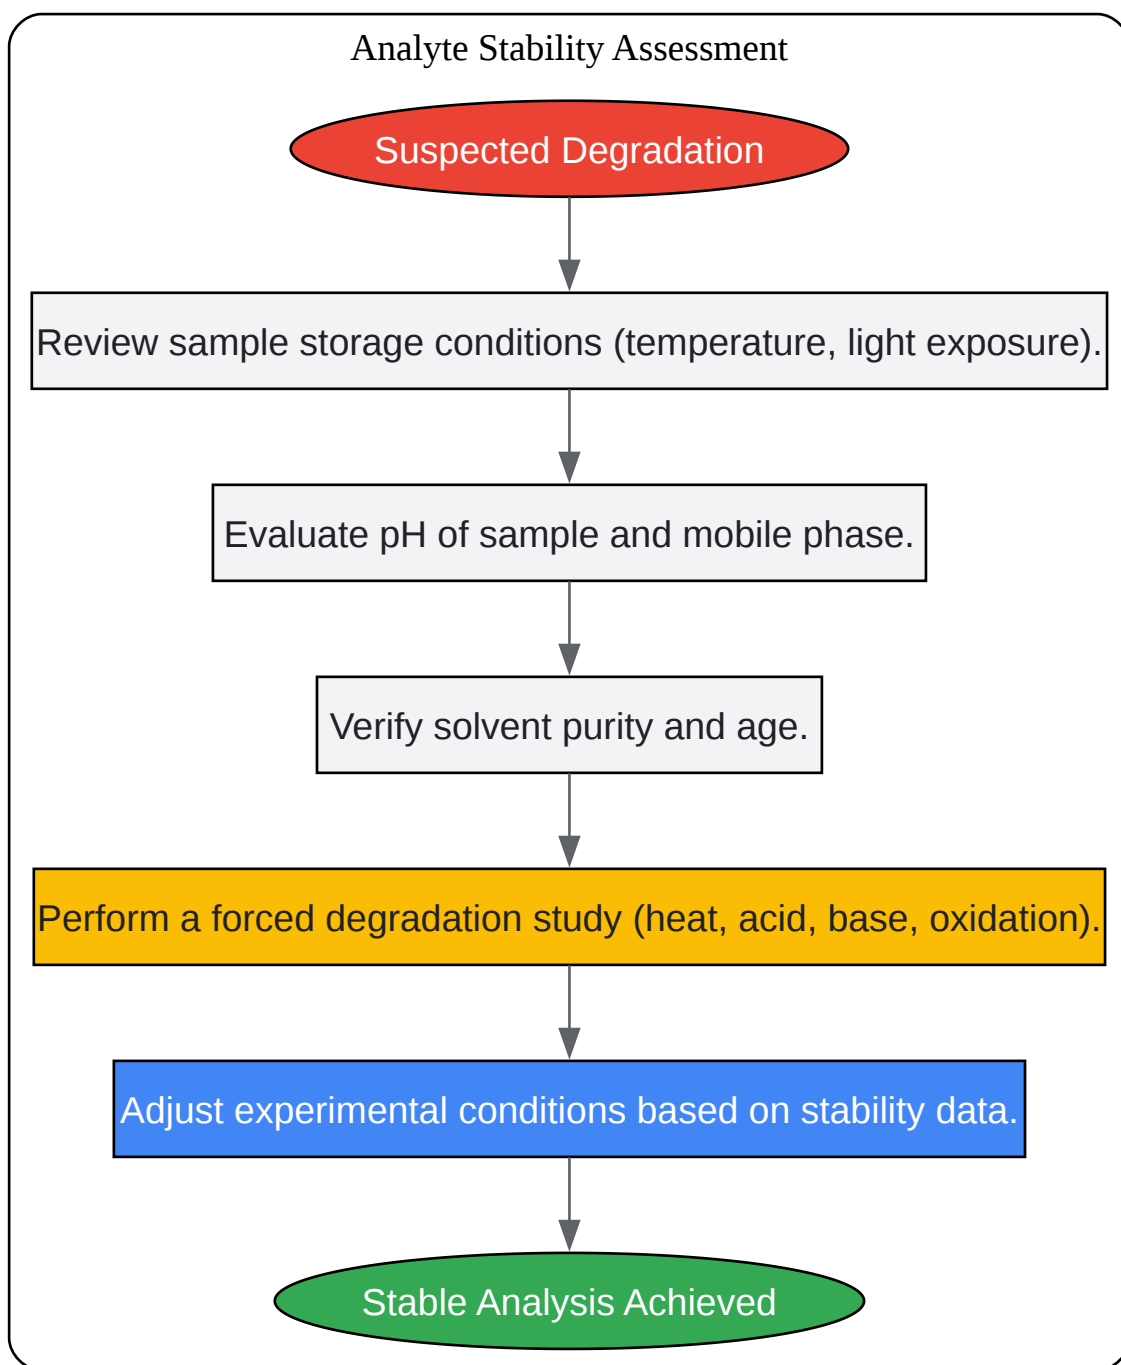 Analyte Stability Assessment
Suspected Degradation
Review sample storage conditions (temperature, light exposure).
Evaluate pH of sample and mobile phase.
Verify solvent purity and age.
Perform a forced degradation study (heat, acid, base, oxidation).
Adjust experimental conditions based on stability data.
Stable Analysis Achieved